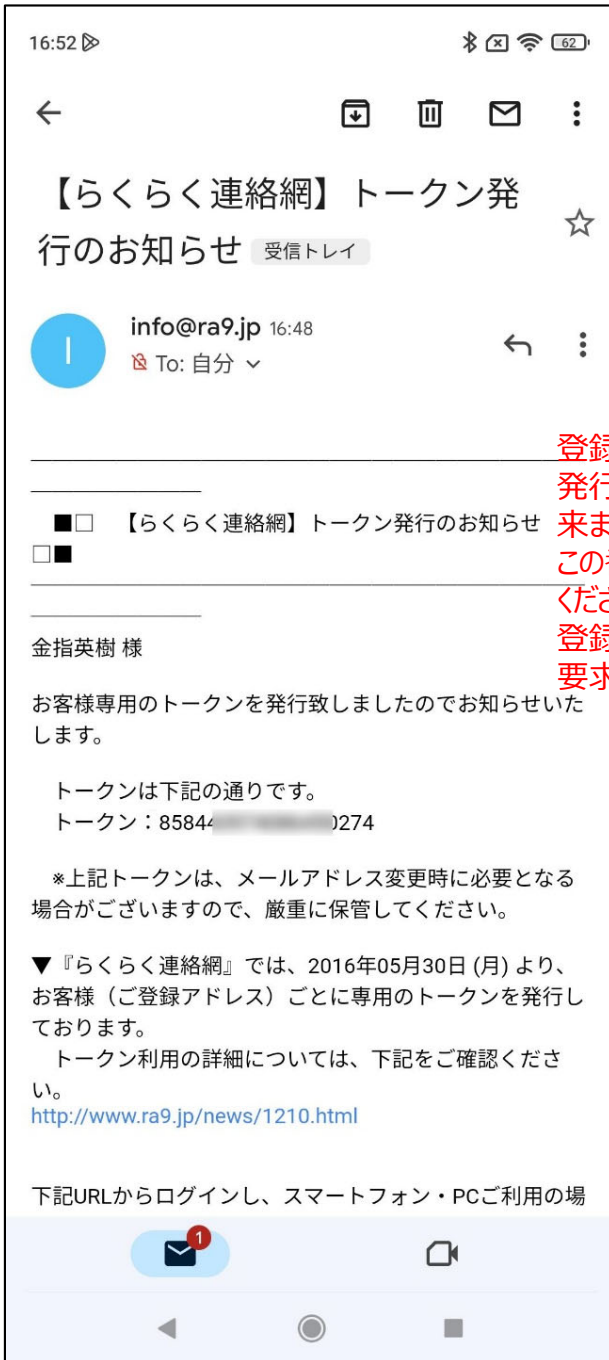 16:52
62
【らくらく連絡網】トークン発
行のお知らせ 受信トレイ
I
info@ra9.jp 16:48
To: 自分
■□ 【らくらく連絡網】トークン発行のお知らせ
□■
金指英樹 様
お客様専用のトークンを発行致しましたのでお知らせいた
します。
トークンは下記の通りです。
トークン：85844 0274
※上記トークンは、メールアドレス変更時に必要となる
場合がございますので、厳重に保管してください。
▼『らくらく連絡網』では、2016年05月30日 (月) より、
お客様（ご登録アドレス）ごとに専用のトークンを発行し
ております。
トークン利用の詳細については、下記をご確認くださ
い。
http://www.ra9.jp/news/1210.html
下記URLからログインし、スマートフォン・PCご利用の場
1
登録
発行
来ま
この
くださ
登録
要求